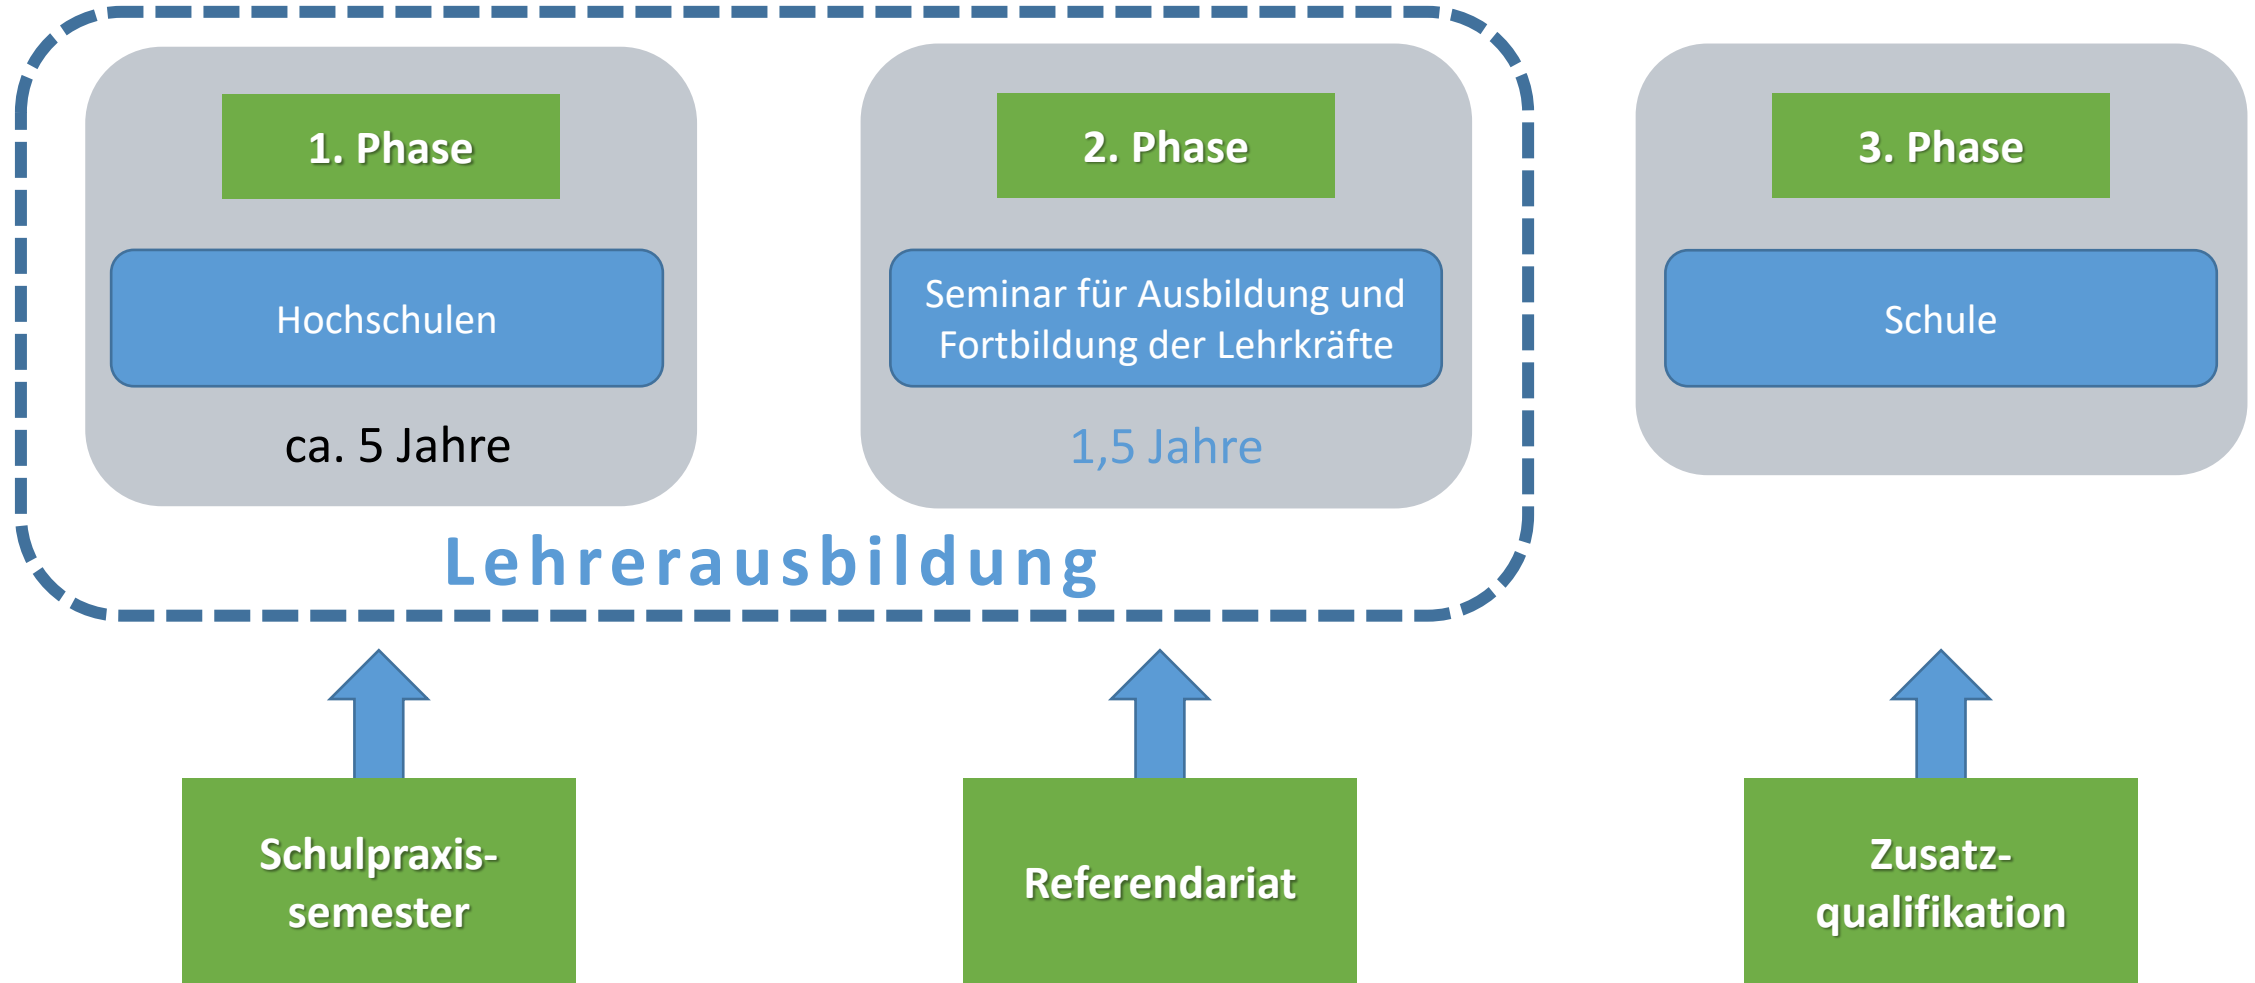 1. Phase
Hochschulen
ca. 5 Jahre
2. Phase
Seminar für Ausbildung und
Fortbildung der Lehrkräfte
1,5 Jahre
Lehrerausbildung
3. Phase
Schule
Schulpraxis-
semester
Referendariat
Zusatz-
qualifikation